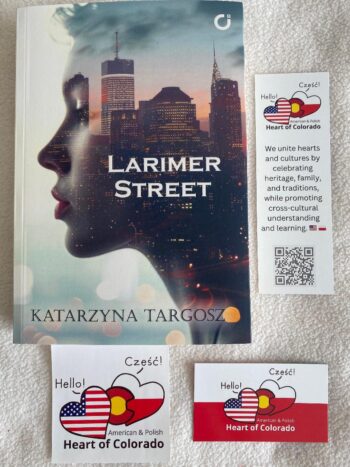 LARIMER
STREET
KATARZYNA TARGOSZ
Cześć!
Hello!
American & Polish
Heart of Colorado
We unite hearts
and cultures by
celebrating
heritage, family,
and traditions,
while promoting
cross-cultural
understanding
and learning. 🇺🇸 🇵🇱
Cześć!
Hello!
American & Polish
Heart of Colorado
Cześć!
Hello!
American & Polish
Heart of Colorado